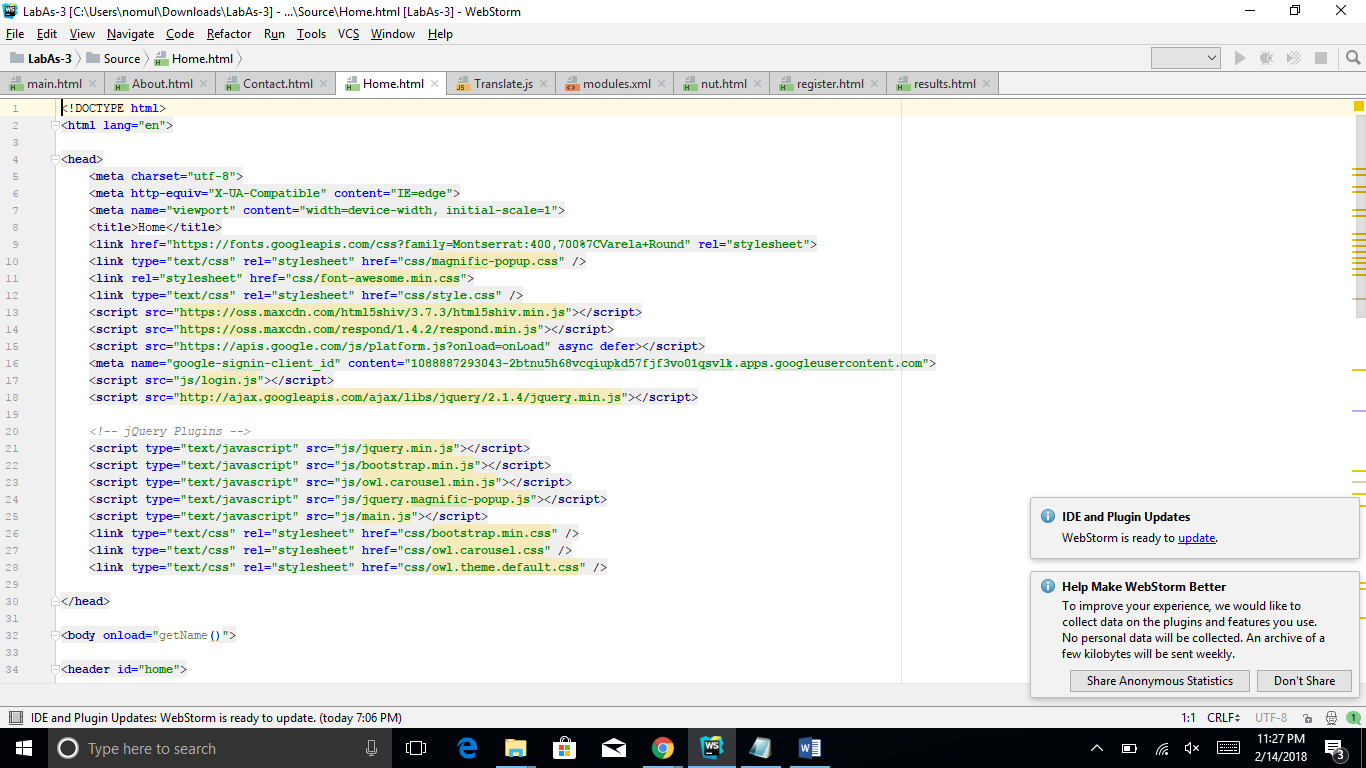 LabAs-3 [C:\Users\nomul\Downloads\LabAs-3] - ...\Source\Home.html [LabAs-3] - WebStorm
File Edit View Navigate Code Refactor Run Tools VCS Window Help
LabAs-3 Source Home.html
main.html About.html Contact.html Home.html Translate.js modules.xml nut.html register.html results.html
1 <!DOCTYPE html>
2 <html lang="en">
3
4 <head>
5 <meta charset="utf-8">
6 <meta http-equiv="X-UA-Compatible" content="IE=edge">
7 <meta name="viewport" content="width=device-width, initial-scale=1">
8 <title>Home</title>
9 <link href="https://fonts.googleapis.com/css?family=Montserrat:400,700%7CVarela+Round" rel="stylesheet">
10 <link type="text/css" rel="stylesheet" href="css/magnific-popup.css" />
11 <link rel="stylesheet" href="css/font-awesome.min.css">
12 <link type="text/css" rel="stylesheet" href="css/style.css" />
13 <script src="https://oss.maxcdn.com/html5shiv/3.7.3/html5shiv.min.js"></script>
14 <script src="https://oss.maxcdn.com/respond/1.4.2/respond.min.js"></script>
15 <script src="https://apis.google.com/js/platform.js?onload=onLoad" async defer></script>
16 <meta name="google-signin-client_id" content="1088887293043-2btnu5h68vcqiupkd57fjf3vo01qsvlk.apps.googleusercontent.com">
17 <script src="js/login.js"></script>
18 <script src="http://ajax.googleapis.com/ajax/libs/jquery/2.1.4/jquery.min.js"></script>
19
20 <!-- jQuery Plugins -->
21 <script type="text/javascript" src="js/jquery.min.js"></script>
22 <script type="text/javascript" src="js/bootstrap.min.js"></script>
23 <script type="text/javascript" src="js/owl.carousel.min.js"></script>
24 <script type="text/javascript" src="js/jquery.magnific-popup.js"></script>
25 <script type="text/javascript" src="js/main.js"></script>
26 <link type="text/css" rel="stylesheet" href="css/bootstrap.min.css" />
27 <link type="text/css" rel="stylesheet" href="css/owl.carousel.css" />
28 <link type="text/css" rel="stylesheet" href="css/owl.theme.default.css" />
29
30 </head>
31
32 <body onload="getName()">
33
34 <header id="home">
IDE and Plugin Updates
WebStorm is ready to update.
Help Make WebStorm Better
To improve your experience, we would like to
collect data on the plugins and features you use.
No personal data will be collected. An archive of a
few kilobytes will be sent weekly.
Share Anonymous Statistics Don't Share
IDE and Plugin Updates: WebStorm is ready to update. (today 7:06 PM) 1:1 CRLF UTF-8 1
Type here to search
11:27 PM
2/14/2018
3